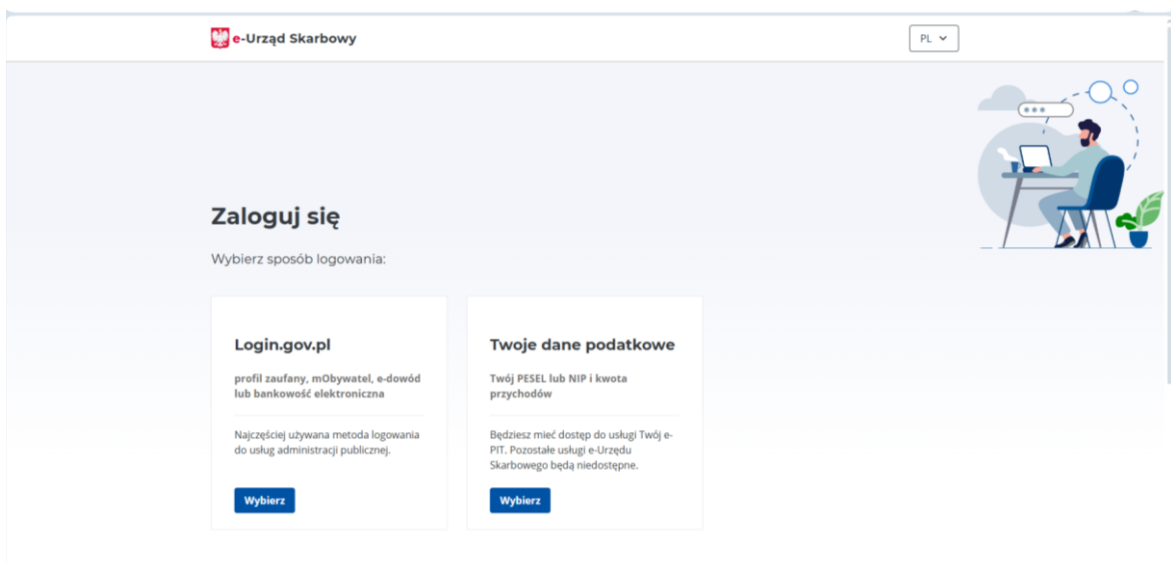 e-Urząd Skarbowy
PL
Zaloguj się
Wybierz sposób logowania:
Login.gov.pl
profil zaufany, mObywatel, e-dowód
lub bankowość elektroniczna
Najczęściej używana metoda logowania
do usług administracji publicznej.
Wybierz
Twoje dane podatkowe
Twój PESEL lub NIP i kwota
przychodów
Będziesz mieć dostęp do usługi Twój e-
PIT. Pozostałe usługi e-Urzędu
Skarbowego będą niedostępne.
Wybierz